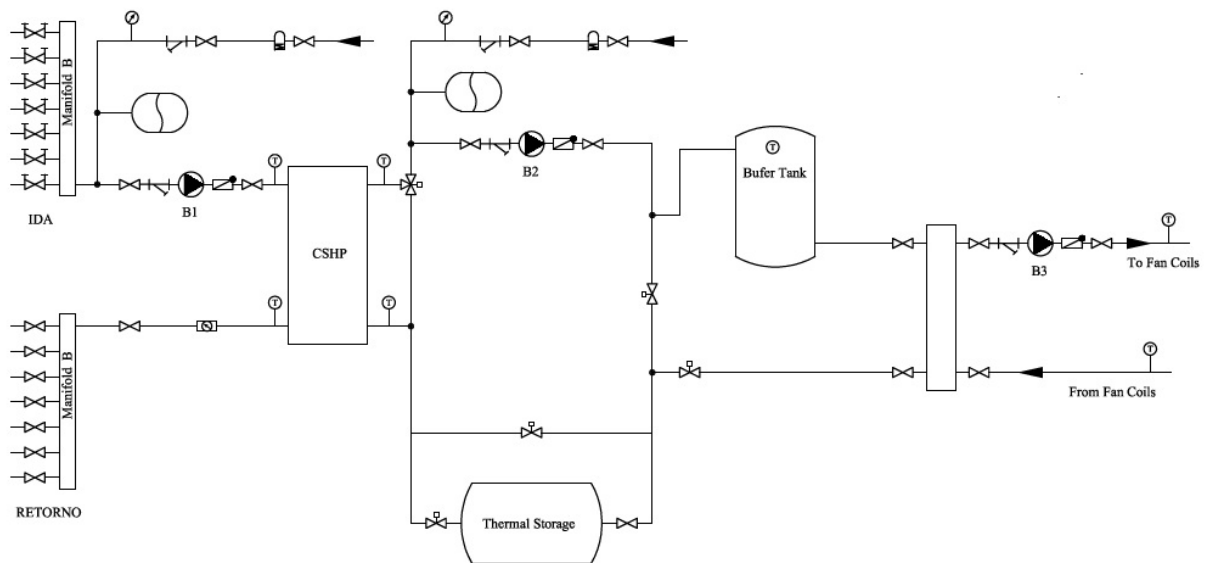 Manifold B
B1
IDA
CSHP
B2
T
Bufer Tank
T
T
T
B3
To Fan Coils
T
T
T
Manifold B
T
From Fan Coils
RETORNO
Thermal Storage